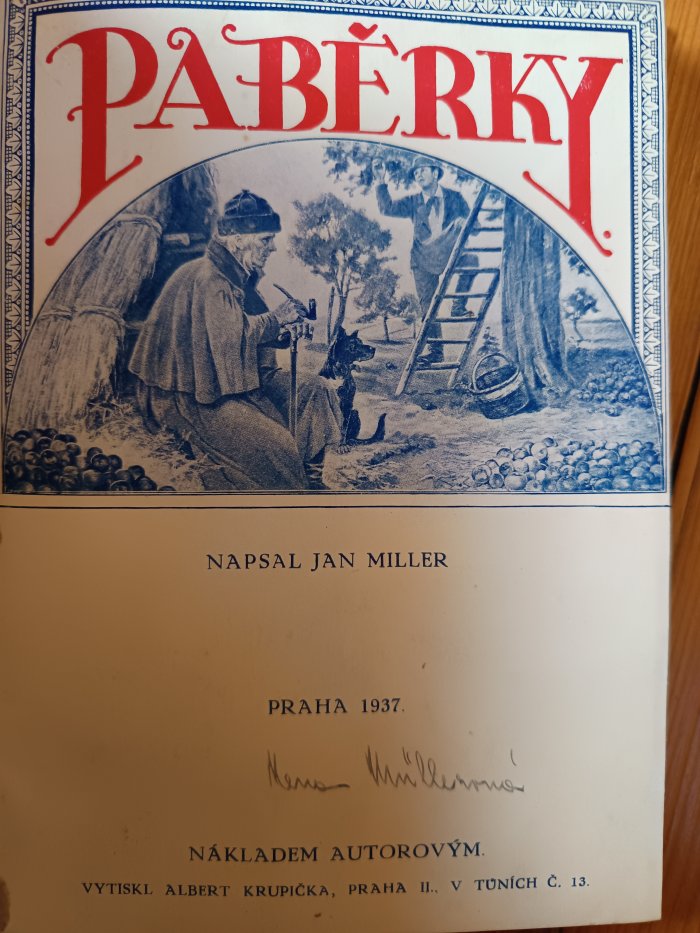 PABĚRKY.
NAPSAL JAN MILLER
PRAHA 1937.
Müllerová
NÁKLADEM AUTOROVÝM.
VYTISKL ALBERT KRUPIČKA, PRAHA II., V TŮNÍCH Č. 13.